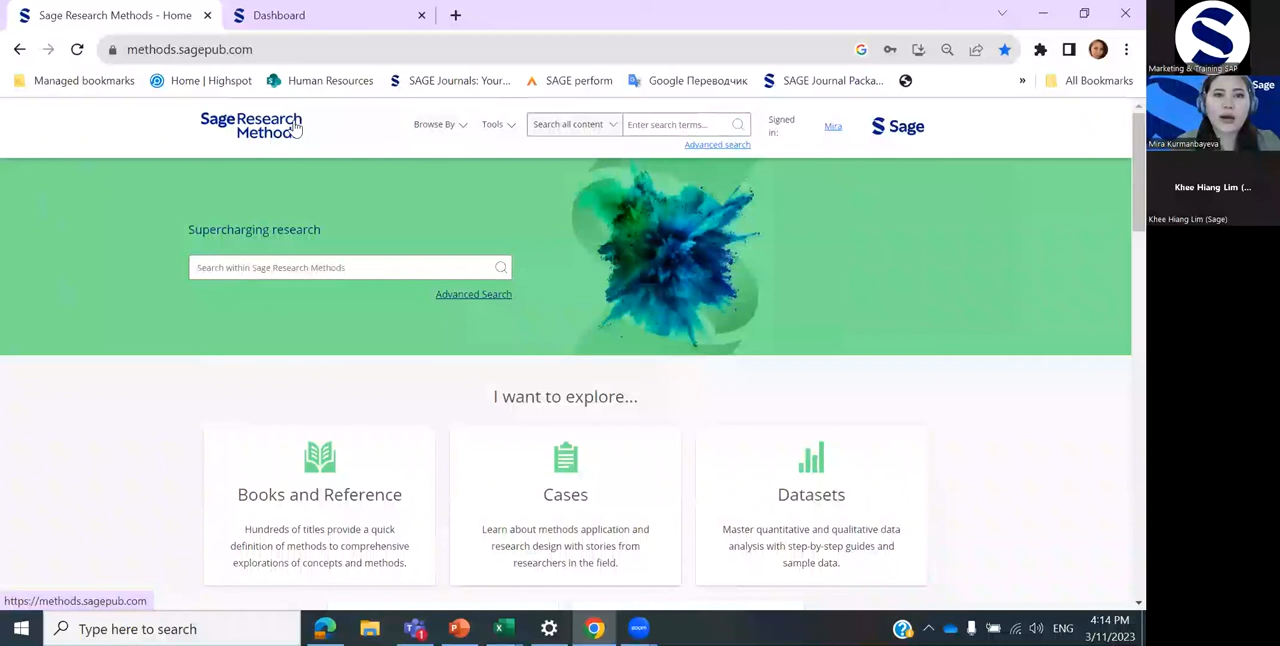 Sage Research Methods - Home
Dashboard
methods.sagepub.com
Managed bookmarks
Home | Highspot
Human Resources
SAGE Journ
SAGE perform
Google Переводчик
SAGE Journal Packa...
»
All Bookmarks
Sage Research
Methods
Browse By
Tools
Search all content
Enter search terms...
Advanced search
Signed
in:
Mira
Sage
Supercharging research
Search within Sage Research Methods
Advanced Search
I want to explore...
Books and Reference
Hundreds of titles provide a quick
definition of methods to comprehensive
explorations of concepts and methods.
Cases
Learn about methods application and
research design with stories from
researchers in the field.
Datasets
Master quantitative and qualitative data
analysis with step-by-step guides and
sample data.
https://methods.sagepub.com
Type here to search
1
zoom
ENG
4:14 PM
3/11/2023
Marketing & Training SAP
Sage
Mira Kurmanbayeva
Khee Hiang Lim (...
Khee Hiang Lim (Sage)